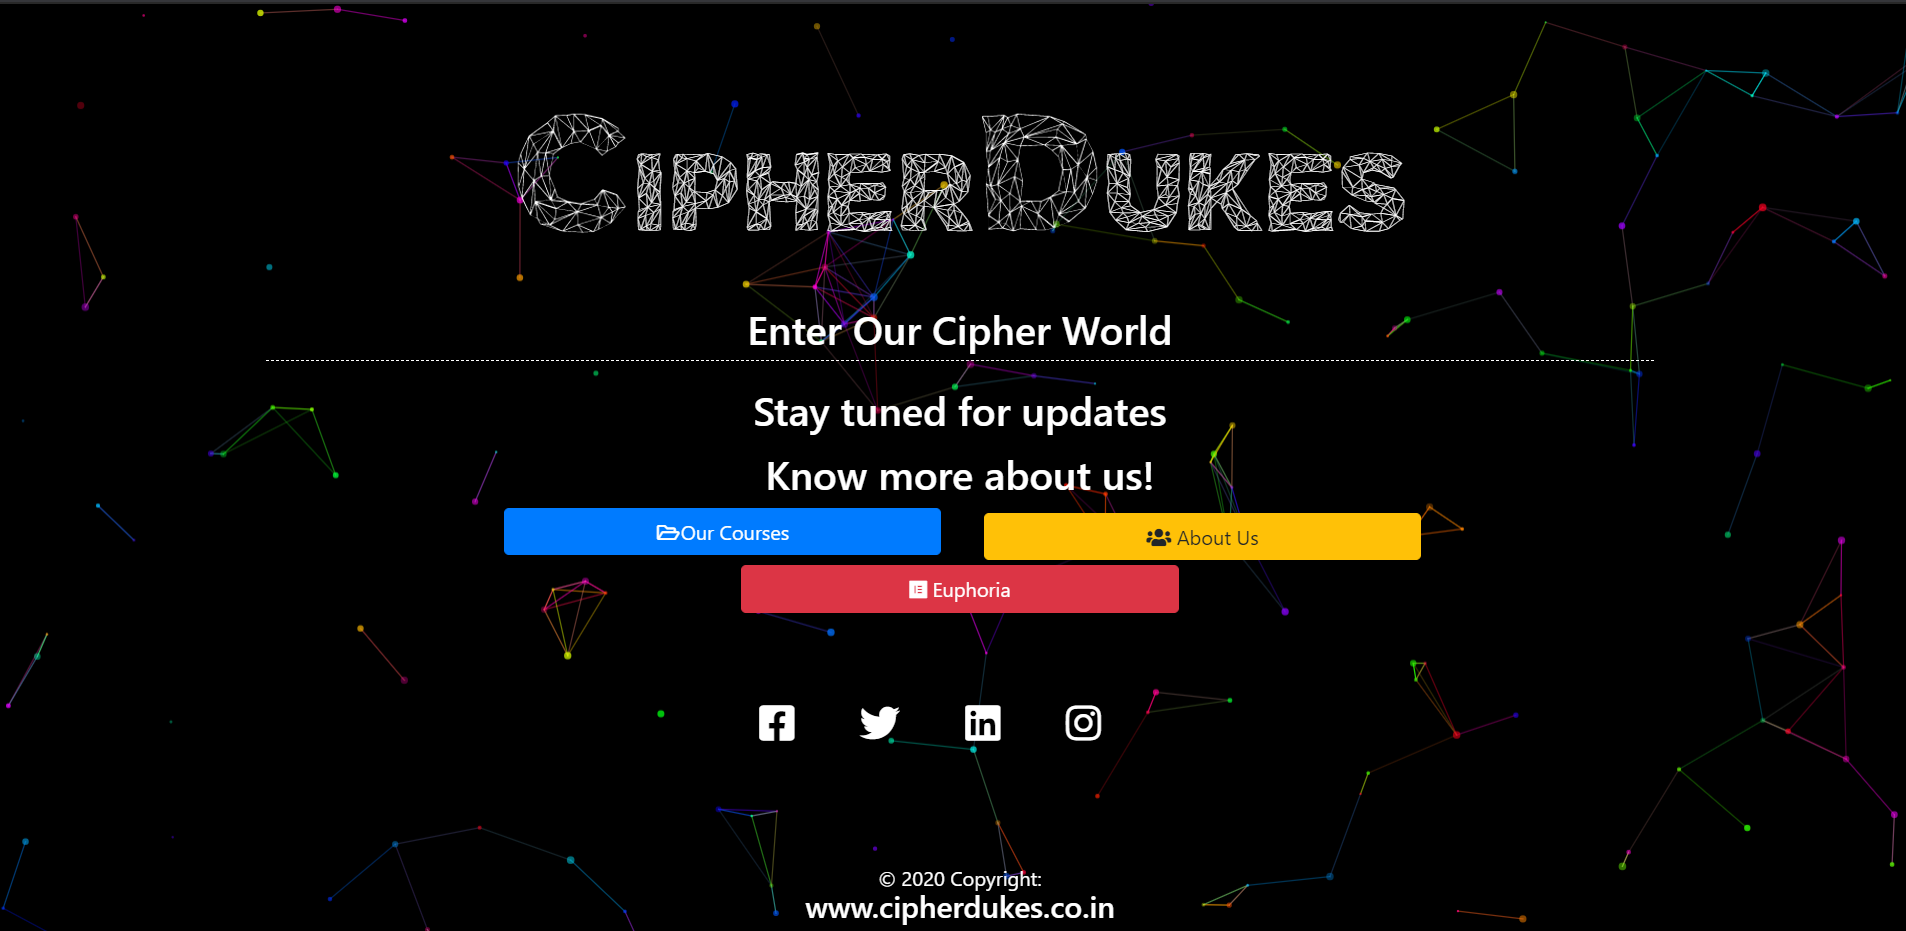 CIPHERDUKES
Enter Our Cipher World
Stay tuned for updates
Know more about us!
Our Courses
About Us
Euphoria
© 2020 Copyright:
www.cipherdukes.co.in